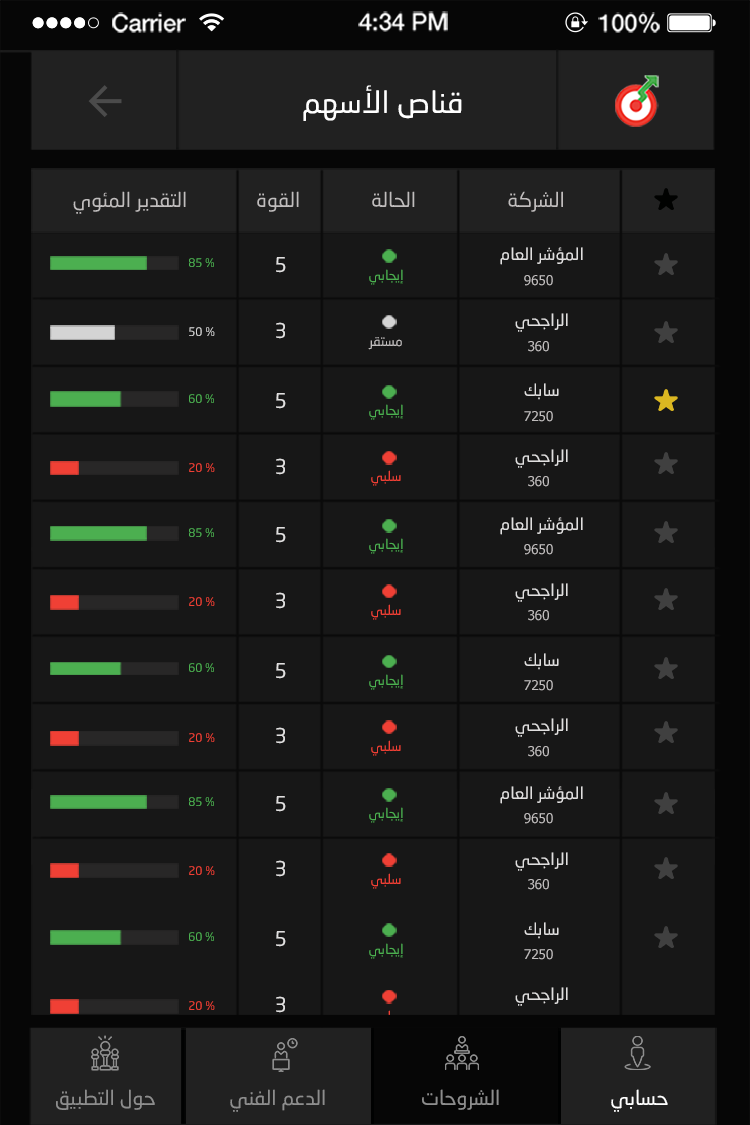 Carrier 4:34 PM 100%
قناص الأسهم
الشركة الحالة القوة التقدير المئوي
المؤشر العام 9650 إيجابي 5 85 %
الراجحي 360 مستقر 3 50 %
سابك 7250 إيجابي 5 60 %
الراجحي 360 سلبي 3 20 %
المؤشر العام 9650 إيجابي 5 85 %
الراجحي 360 سلبي 3 20 %
سابك 7250 إيجابي 5 60 %
الراجحي 360 سلبي 3 20 %
المؤشر العام 9650 إيجابي 5 85 %
الراجحي 360 سلبي 3 20 %
سابك 7250 إيجابي 5 60 %
الراجحي 3 20 %
حسابي الشروحات الدعم الفني حول التطبيق